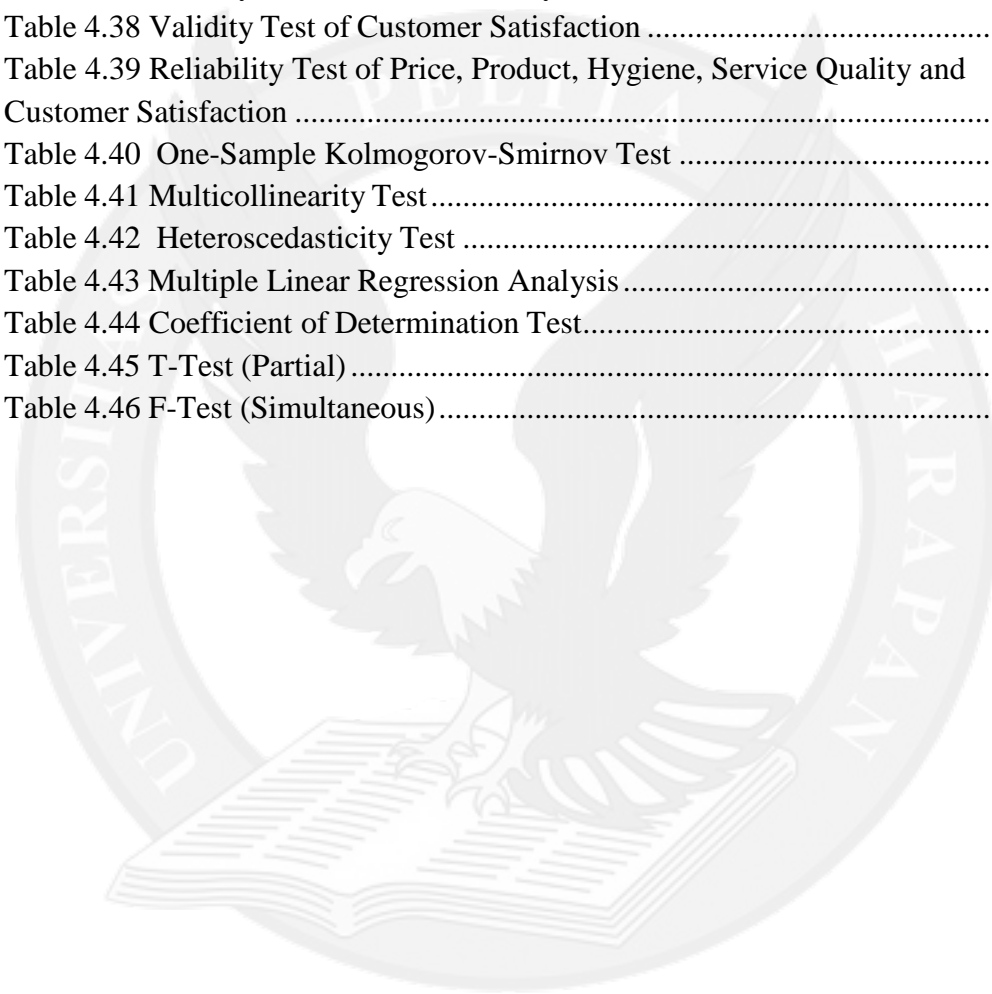 Table 4.38 Validity Test of Customer Satisfaction ..........................................
Table 4.39 Reliability Test of Price, Product, Hygiene, Service Quality and
Customer Satisfaction .......................................................................................
Table 4.40  One-Sample Kolmogorov-Smirnov Test .......................................
Table 4.41 Multicollinearity Test......................................................................
Table 4.42  Heteroscedasticity Test ..................................................................
Table 4.43 Multiple Linear Regression Analysis..............................................
Table 4.44 Coefficient of Determination Test...................................................
Table 4.45 T-Test (Partial) ................................................................................
Table 4.46 F-Test (Simultaneous).....................................................................
UNIVERSITAS PELITA HARAPAN